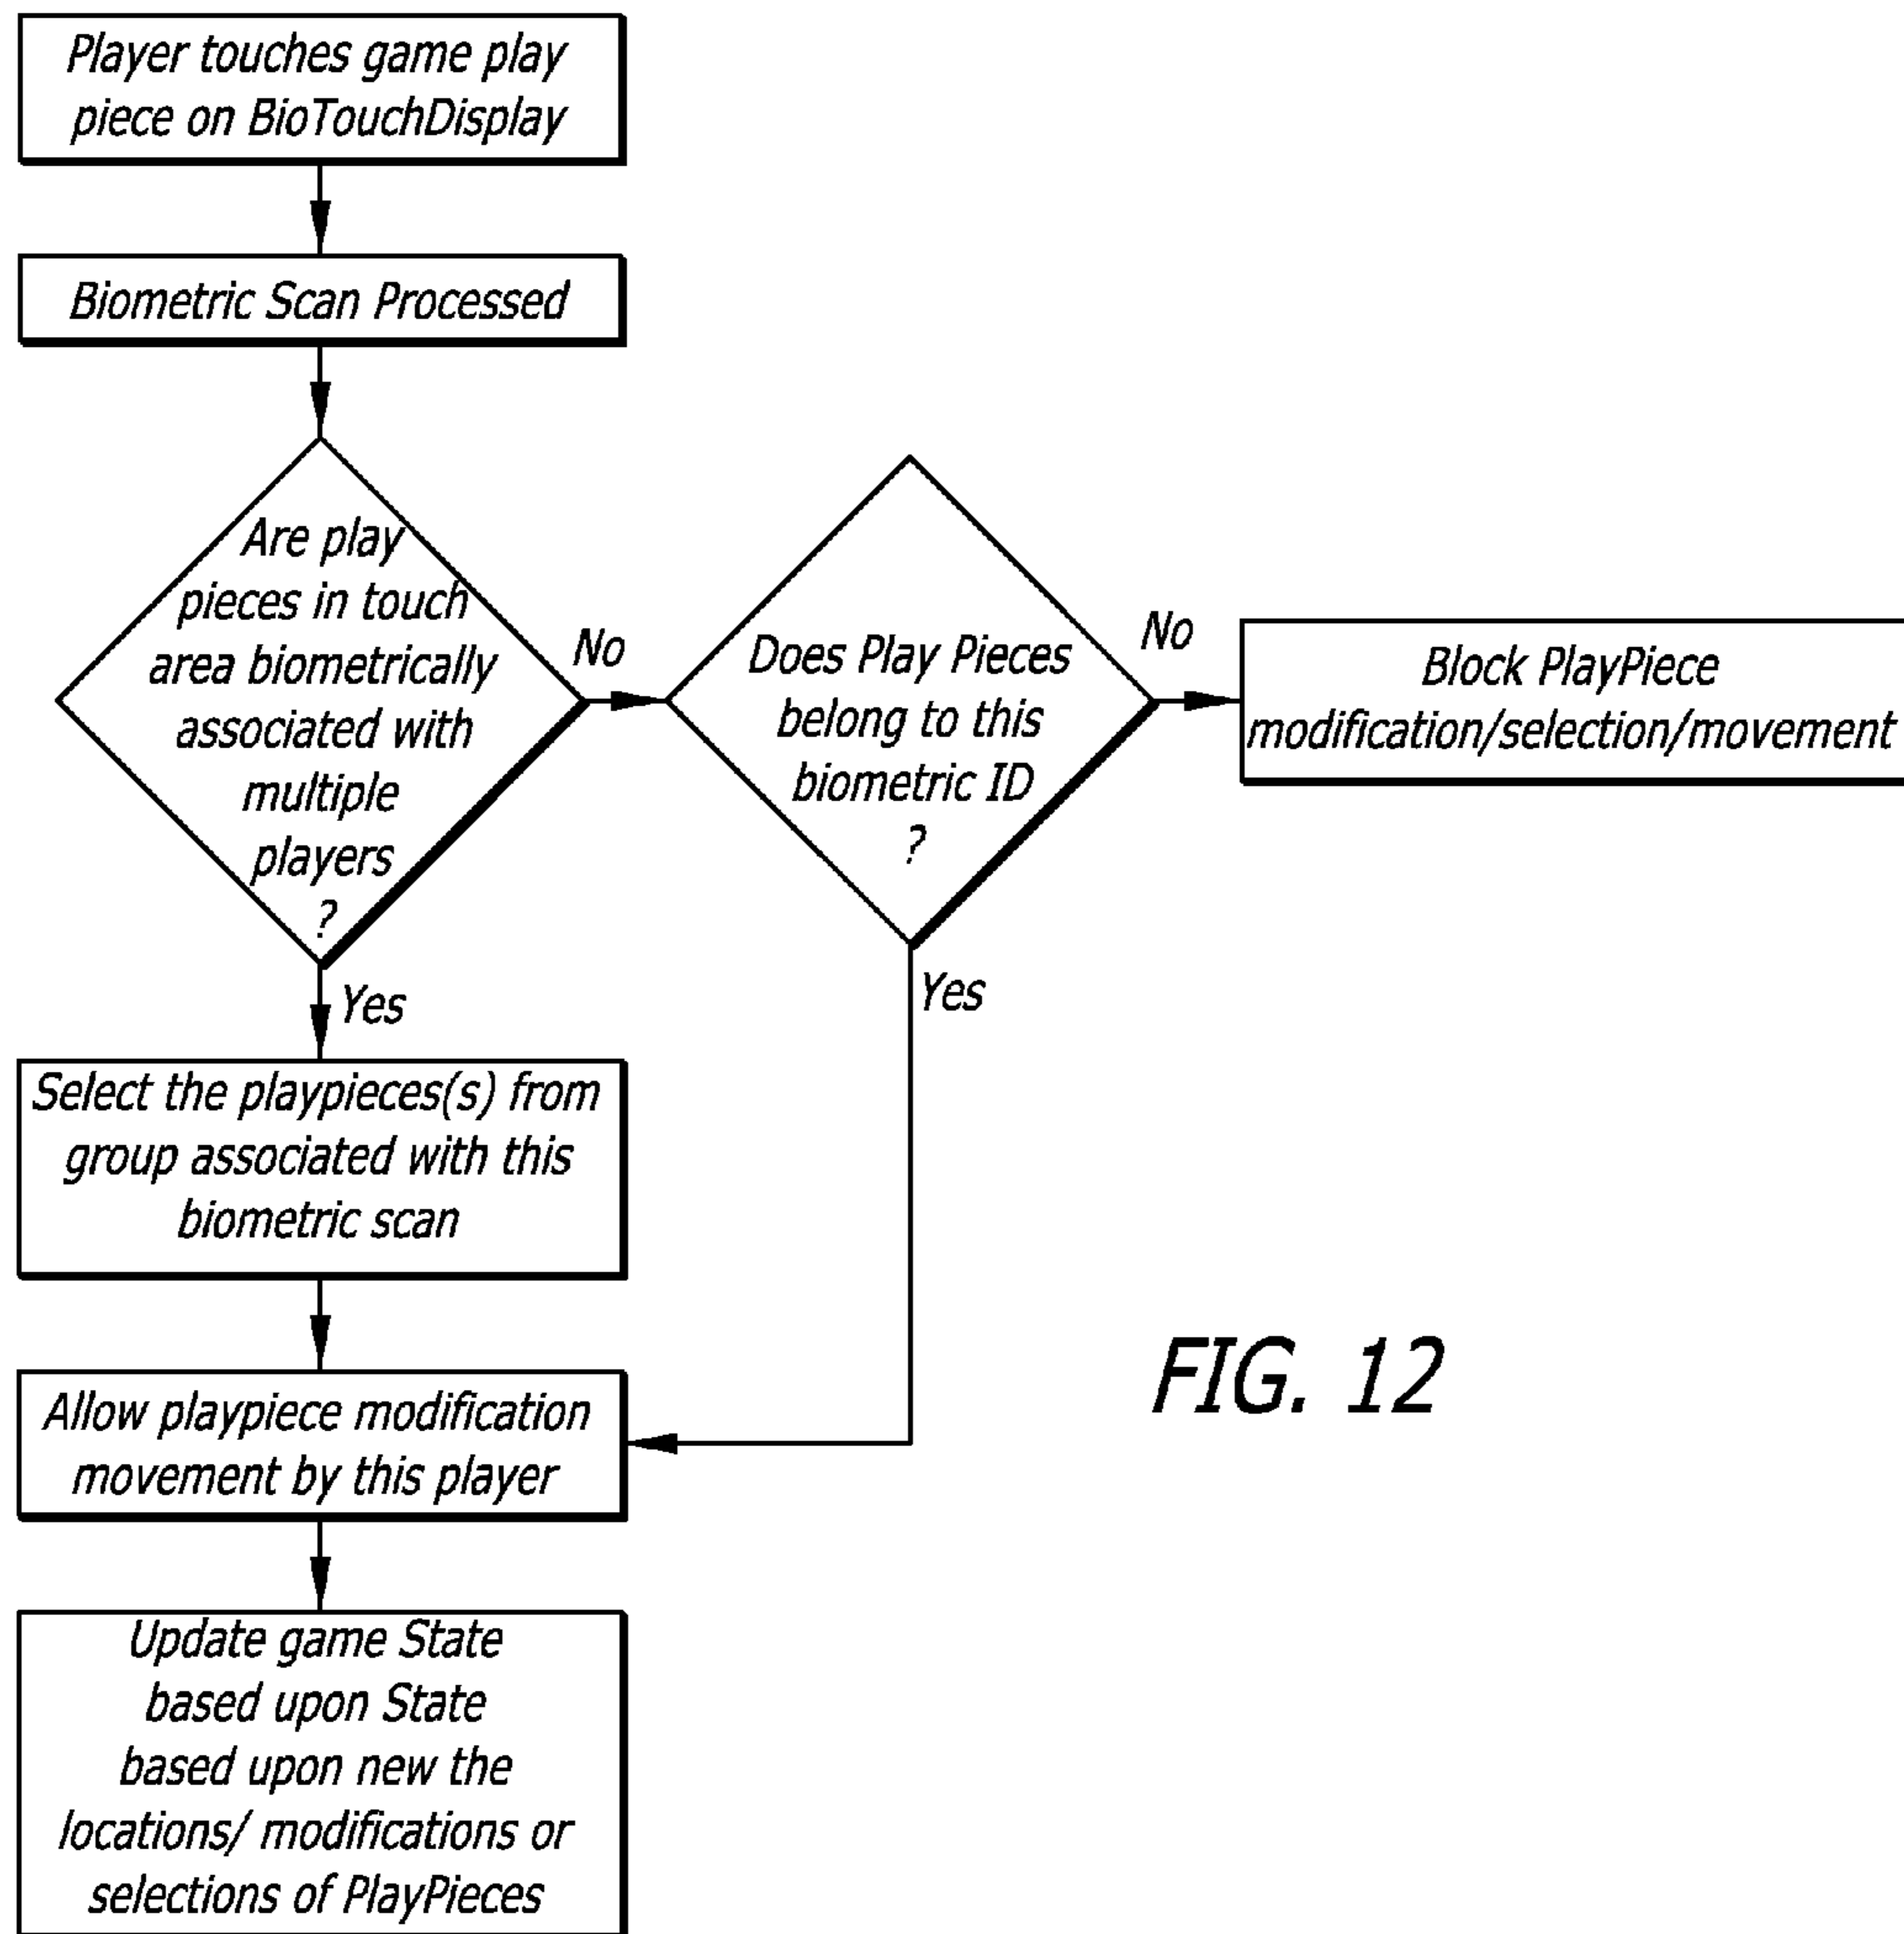 Player touches game play
piece on BioTouchDisplay
Biometric Scan Processed
Are play
pieces in touch
area biometrically
associated with
multiple
players
?
No
Does Play Pieces
belong to this
biometric ID
?
No
Block PlayPiece
modification/selection/movement
Yes
Yes
Select the playpieces(s) from
group associated with this
biometric scan
Allow playpiece modification
movement by this player
Update game State
based upon State
based upon new the
locations/ modifications or
selections of PlayPieces
FIG. 12